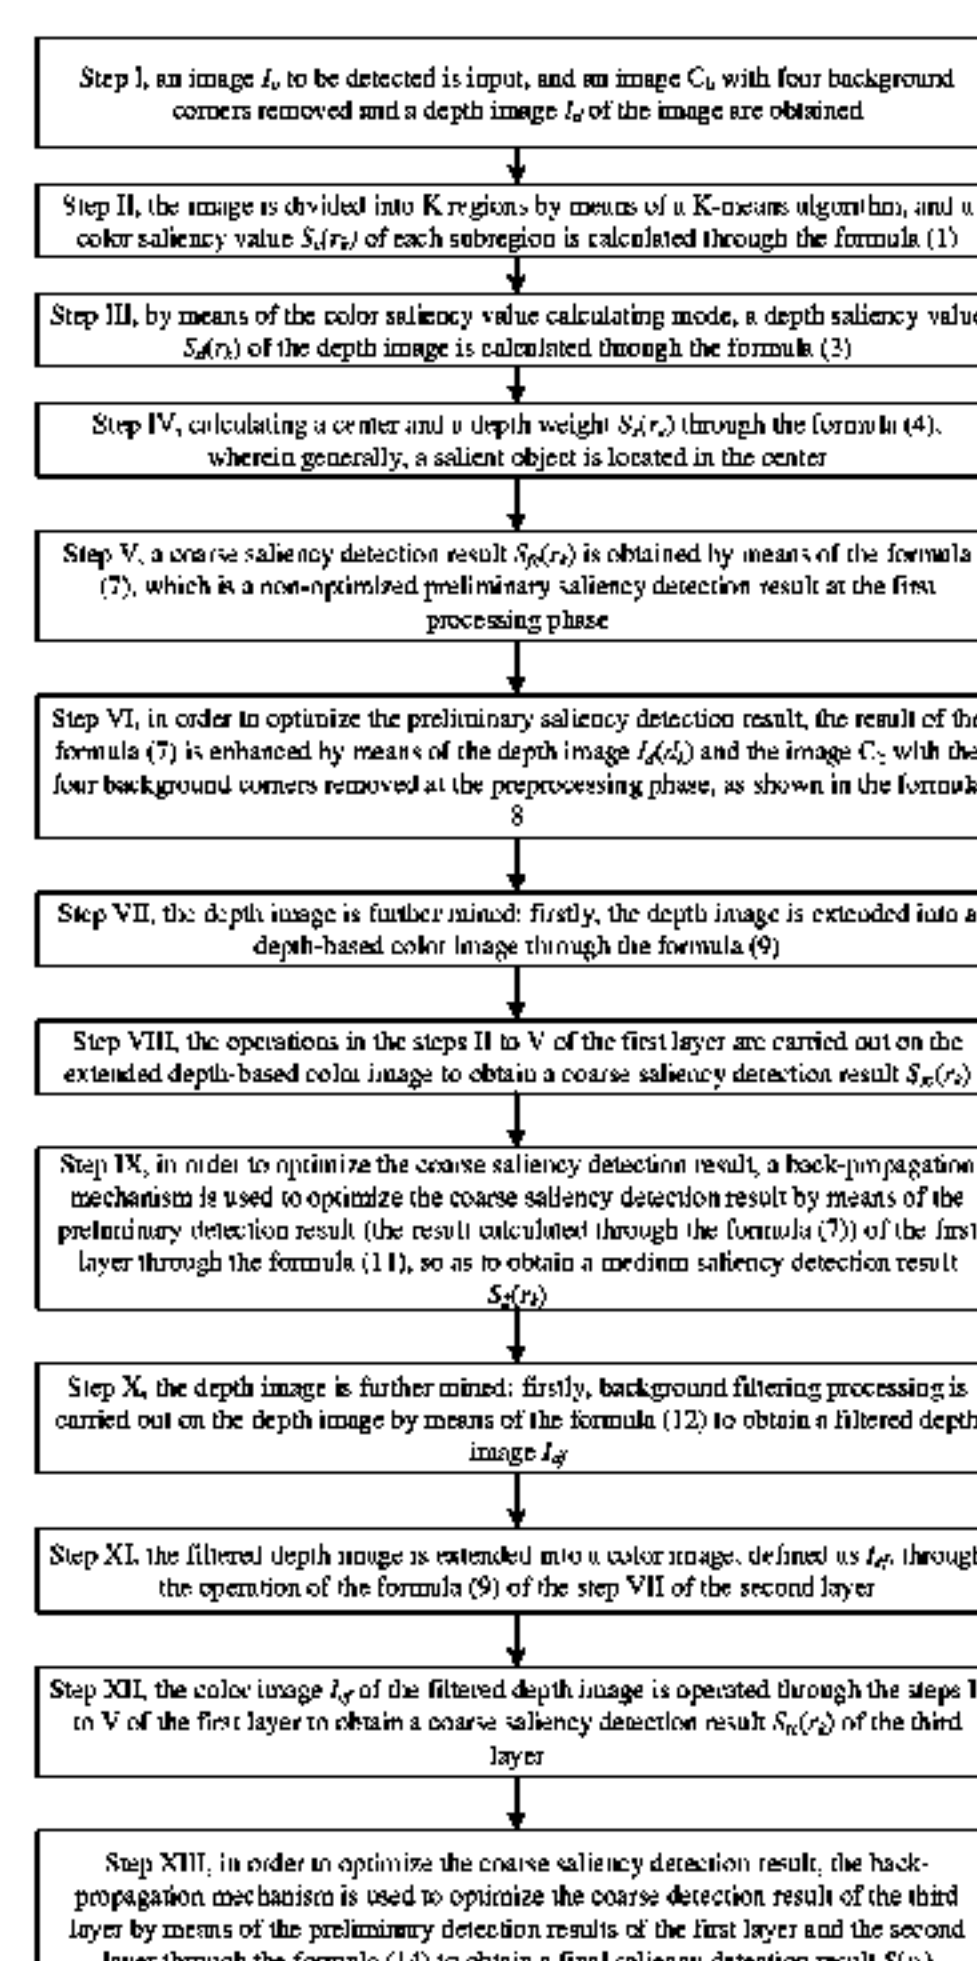 Step I, an image I_o to be detected is input, and an image C_b with four background
corners removed and a depth image I_d of the image are obtained
Step II, the image is divided into K regions by means of a K-means algorithm, and a
color saliency value S_c(r_k) of each subregion is calculated through the formula (1)
Step III, by means of the color saliency value calculating mode, a depth saliency value
S_d(r_k) of the depth image is calculated through the formula (3)
Step IV, calculating a center and a depth weight S_s(r_k) through the formula (4),
wherein generally, a salient object is located in the center
Step V, a coarse saliency detection result S_fc(r_k) is obtained by means of the formula
(7), which is a non-optimized preliminary saliency detection result at the first
processing phase
Step VI, in order to optimize the preliminary saliency detection result, the result of the
formula (7) is enhanced by means of the depth image I_d(d_k) and the image C_b with the
four background corners removed at the preprocessing phase, as shown in the formula
8
Step VII, the depth image is further mined: firstly, the depth image is extended into a
depth-based color image through the formula (9)
Step VIII, the operations in the steps II to V of the first layer are carried out on the
extended depth-based color image to obtain a coarse saliency detection result S_sc(r_k)
Step IX, in order to optimize the coarse saliency detection result, a back-propagation
mechanism is used to optimize the coarse saliency detection result by means of the
preliminary detection result (the result calculated through the formula (7)) of the first
layer through the formula (11), so as to obtain a medium saliency detection result
S_s(r_k)
Step X, the depth image is further mined: firstly, background filtering processing is
carried out on the depth image by means of the formula (12) to obtain a filtered depth
image I_df
Step XI, the filtered depth image is extended into a color image, defined as I_ef, through
the operation of the formula (9) of the step VII of the second layer
Step XII, the color image I_ef of the filtered depth image is operated through the steps
to V of the first layer to obtain a coarse saliency detection result S_tc(r_k) of the third
layer
Step XIII, in order to optimize the coarse saliency detection result, the back-
propagation mechanism is used to optimize the coarse detection result of the third
layer by means of the preliminary detection results of the first layer and the second
layer through the formula (14) to obtain a final saliency detection result